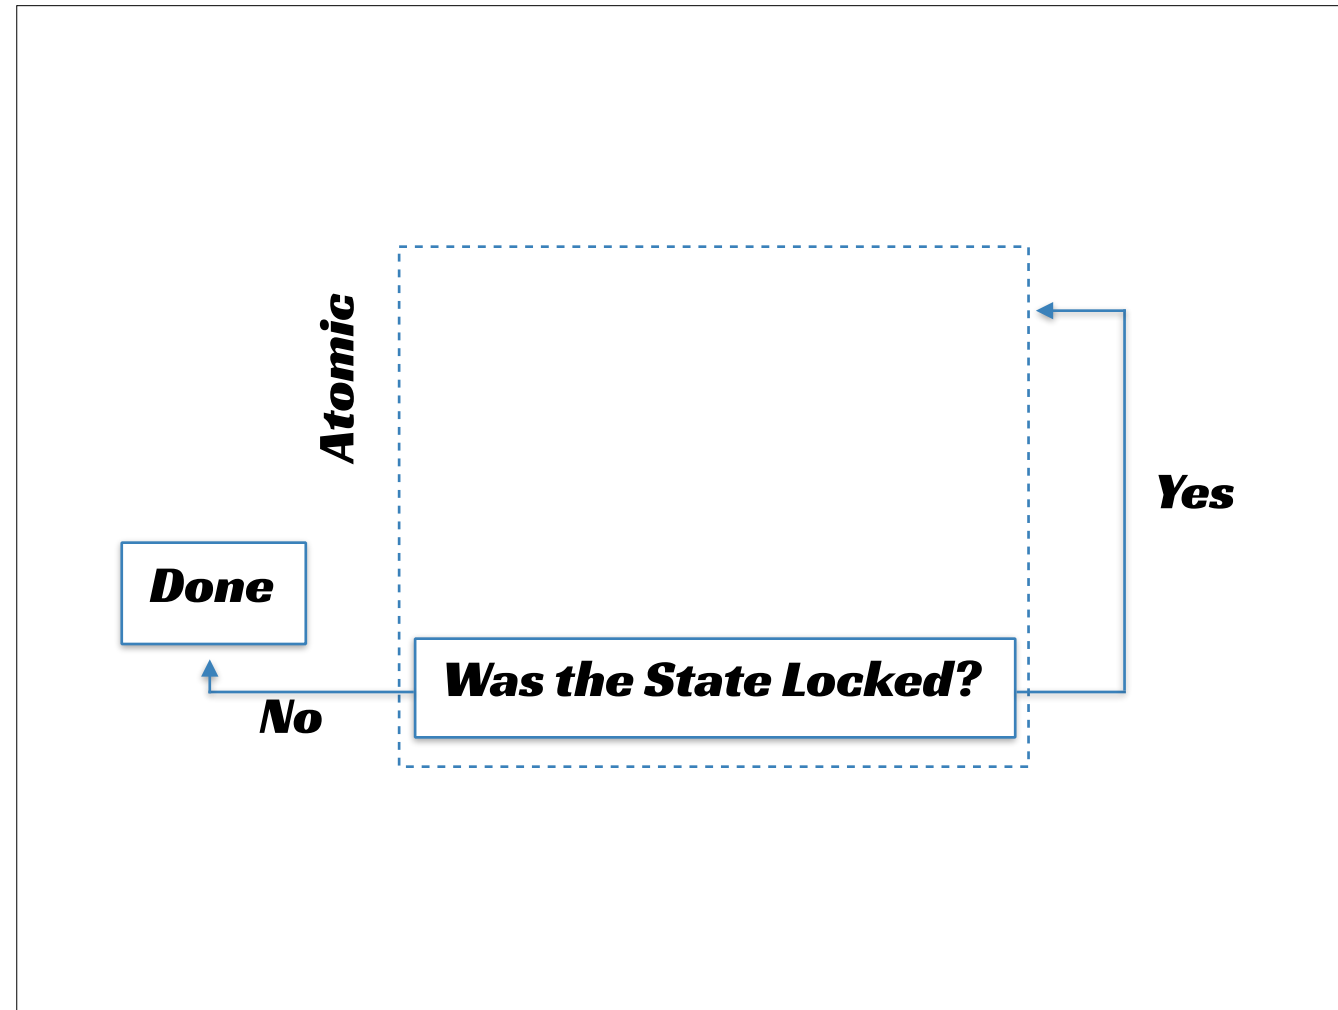 Atomic
Yes
Done
Was the State Locked?
No